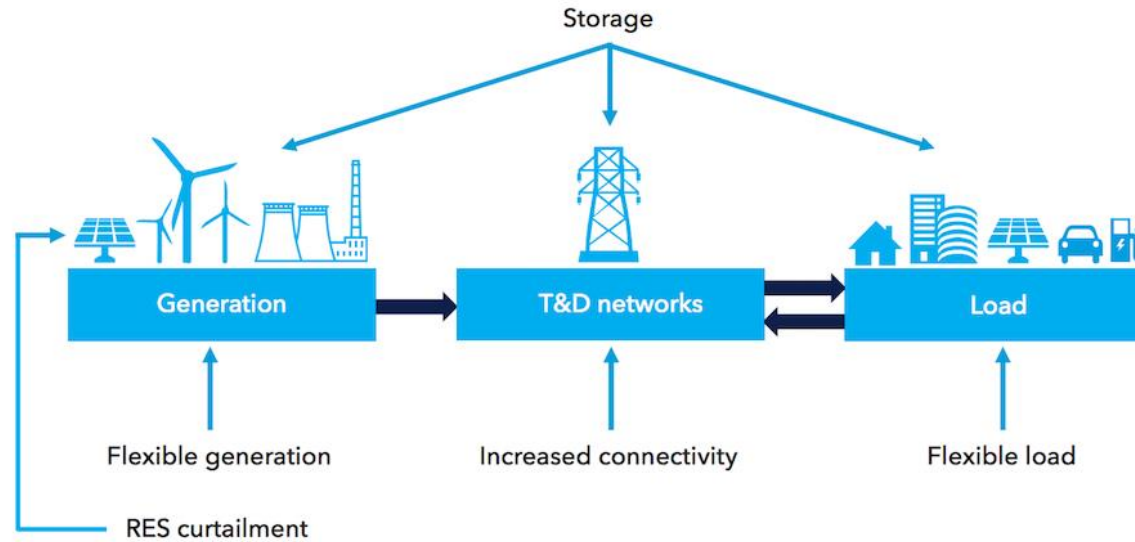 Storage
Generation
T&D networks
Load
Flexible generation
Increased connectivity
Flexible load
RES curtailment